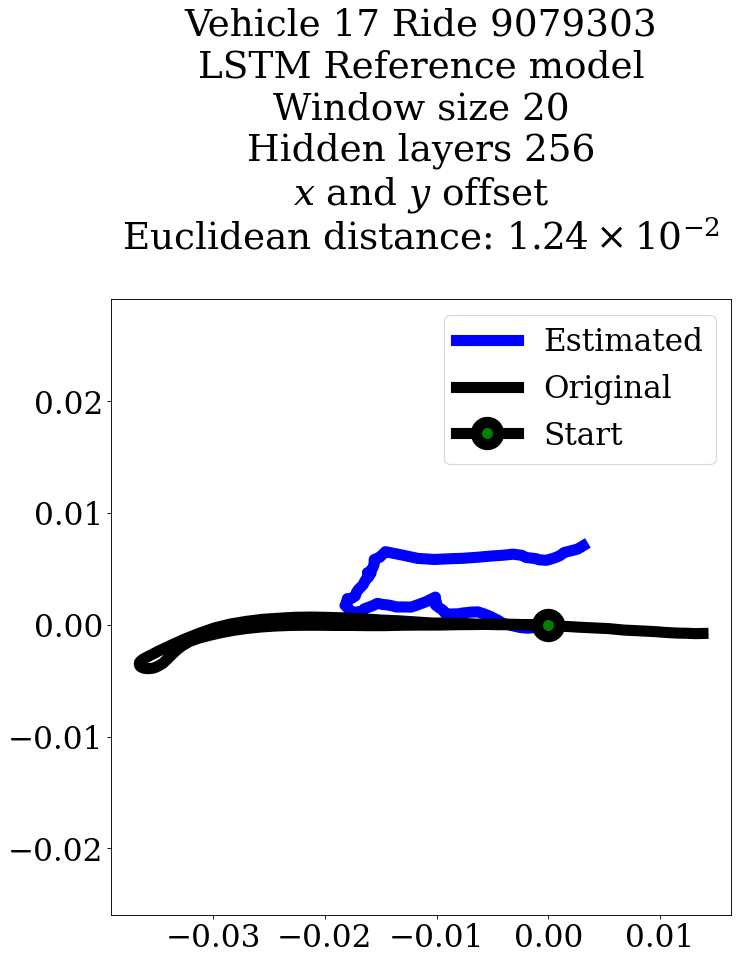 Vehicle 17 Ride 9079303
LSTM Reference model
Window size 20
Hidden layers 256
x and y offset
Euclidean distance: 1.24 × 10⁻²
Estimated
Original
Start
0.02
0.01
0.00
−0.01
−0.02
−0.03 −0.02 −0.01 0.00 0.01